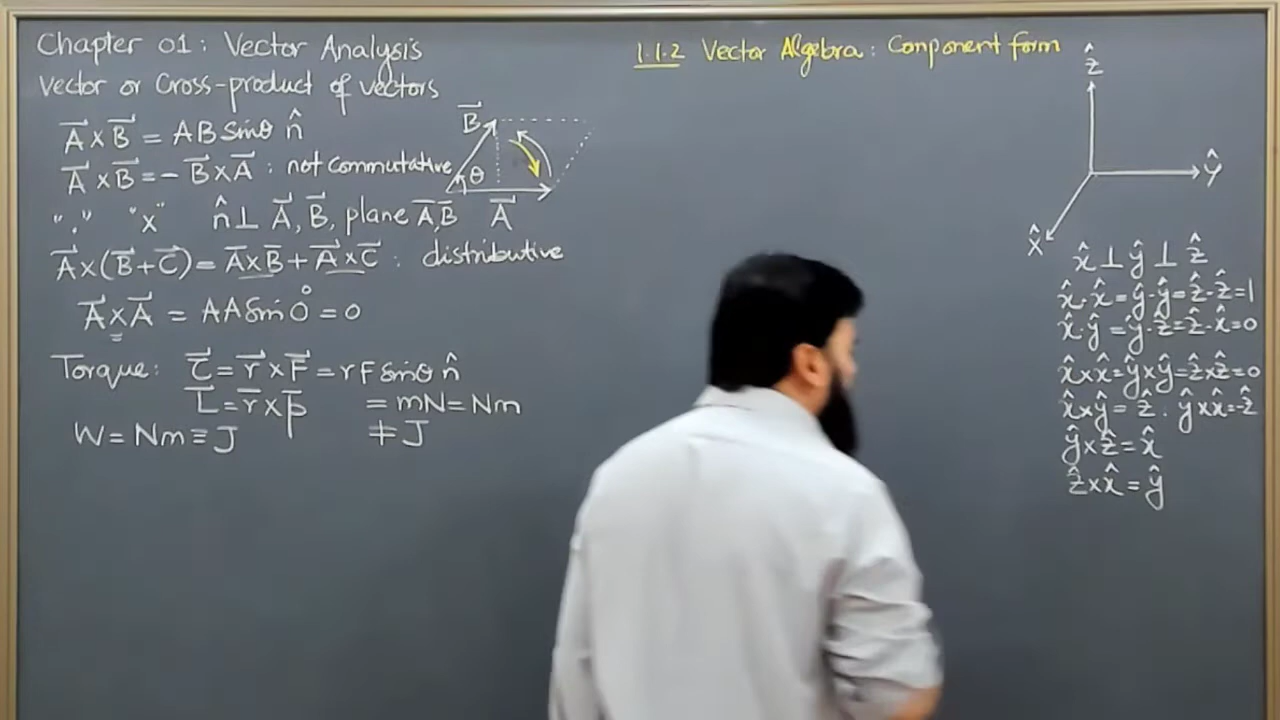 Chapter 01: Vector Analysis
Vector or Cross-product of vectors
A⃗ × B⃗ = AB sinθ n̂
A⃗ × B⃗ = - B⃗ × A⃗ : not commutative
"·" "×" n̂ ⊥ A⃗, B⃗, plane A⃗,B⃗
A⃗×(B⃗+C⃗) = A⃗×B⃗ + A⃗×C⃗ : distributive
A⃗×A⃗ = AA sin 0° = 0
Torque: τ⃗ = r⃗ × F⃗ = rF sinθ n̂
L⃗ = r⃗ × p⃗ = mN = Nm
W = Nm ≡ J ≠ J
B⃗
θ
A⃗
1.1.2 Vector Algebra: Component form
ẑ
ŷ
x̂
x̂ ⊥ ŷ ⊥ ẑ
x̂·x̂ = ŷ·ŷ = ẑ·ẑ = 1
x̂·ŷ = ŷ·ẑ = ẑ·x̂ = 0
x̂×x̂ = ŷ×ŷ = ẑ×ẑ = 0
x̂×ŷ = ẑ . ŷ×x̂ = -ẑ
ŷ×ẑ = x̂
ẑ×x̂ = ŷ